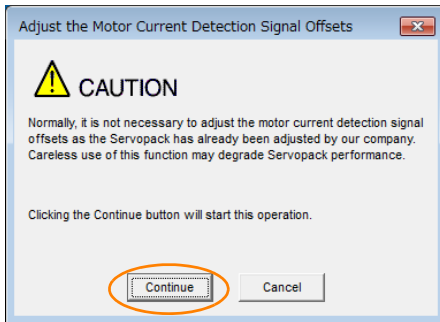 Adjust the Motor Current Detection Signal Offsets
CAUTION
Normally, it is not necessary to adjust the motor current detection signal
offsets as the Servopack has already been adjusted by our company.
Careless use of this function may degrade Servopack performance.
Clicking the Continue button will start this operation.
Continue
Cancel